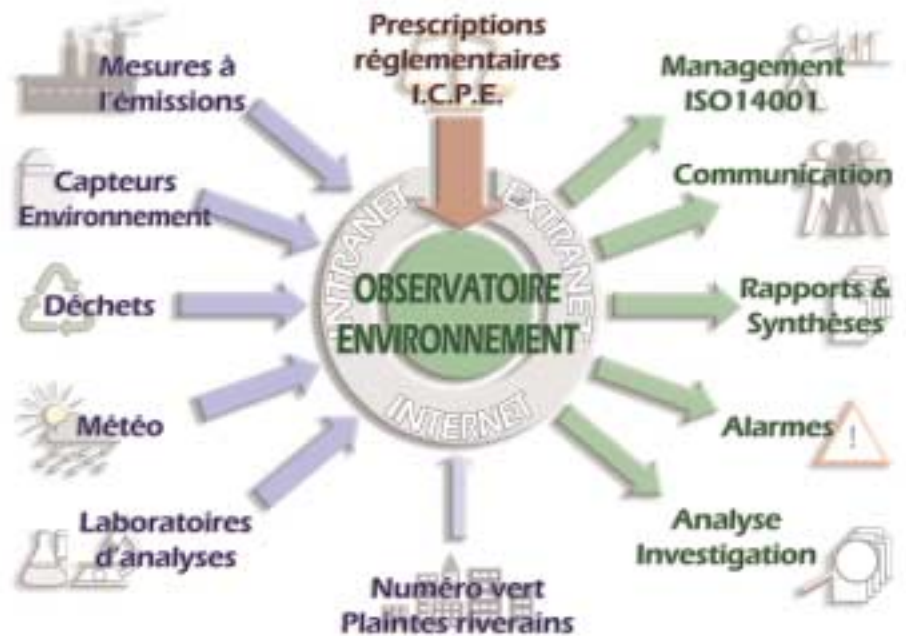 Prescriptions
réglementaires
I.C.P.E.
Mesures à
l'émissions
Capteurs
Environnement
Déchets
Météo
Laboratoires
d'analyses
Numéro vert
Plaintes riverains
INTRANET
EXTRANET
INTERNET
OBSERVATOIRE
ENVIRONNEMENT
Management
ISO14001
Communication
Rapports &
Synthèses
Alarmes
!
Analyse
Investigation